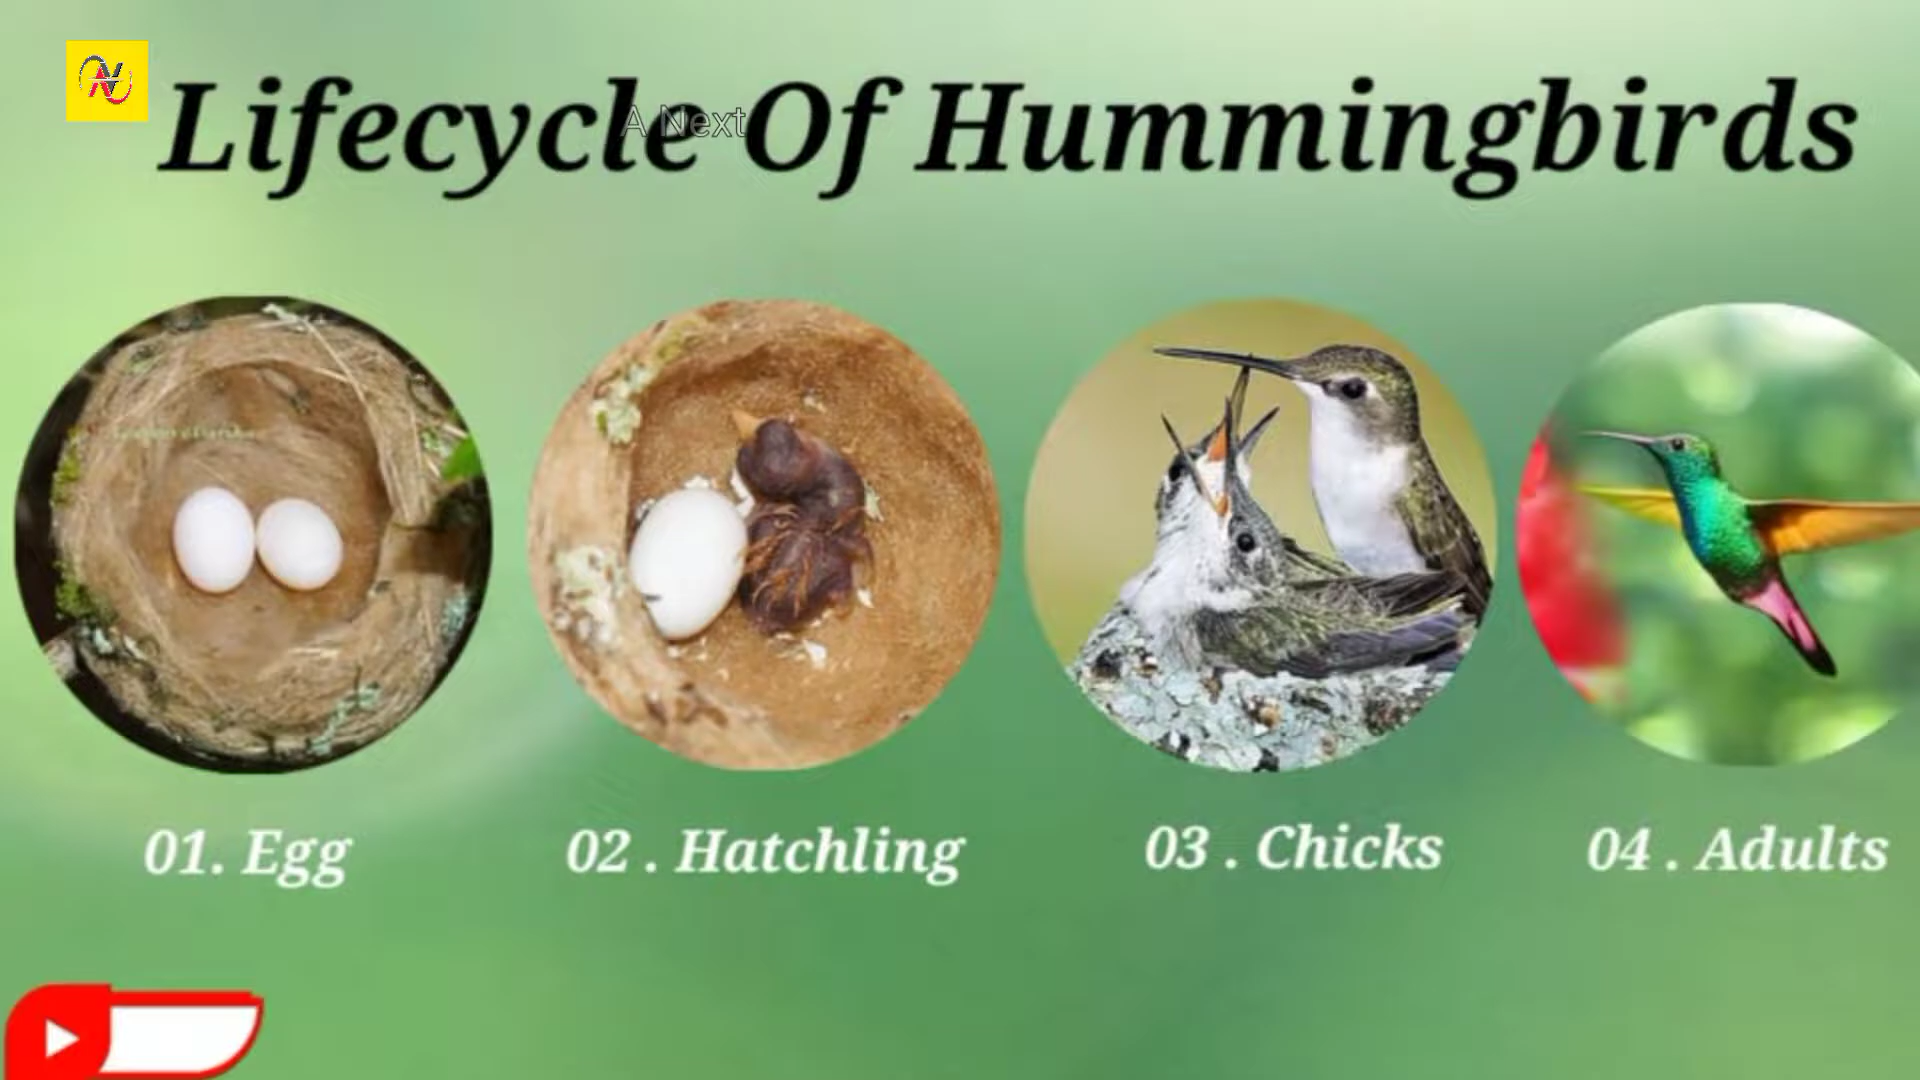 Lifecycle Of Hummingbirds
A Next
01. Egg
02 . Hatchling
03 . Chicks
04 . Adults